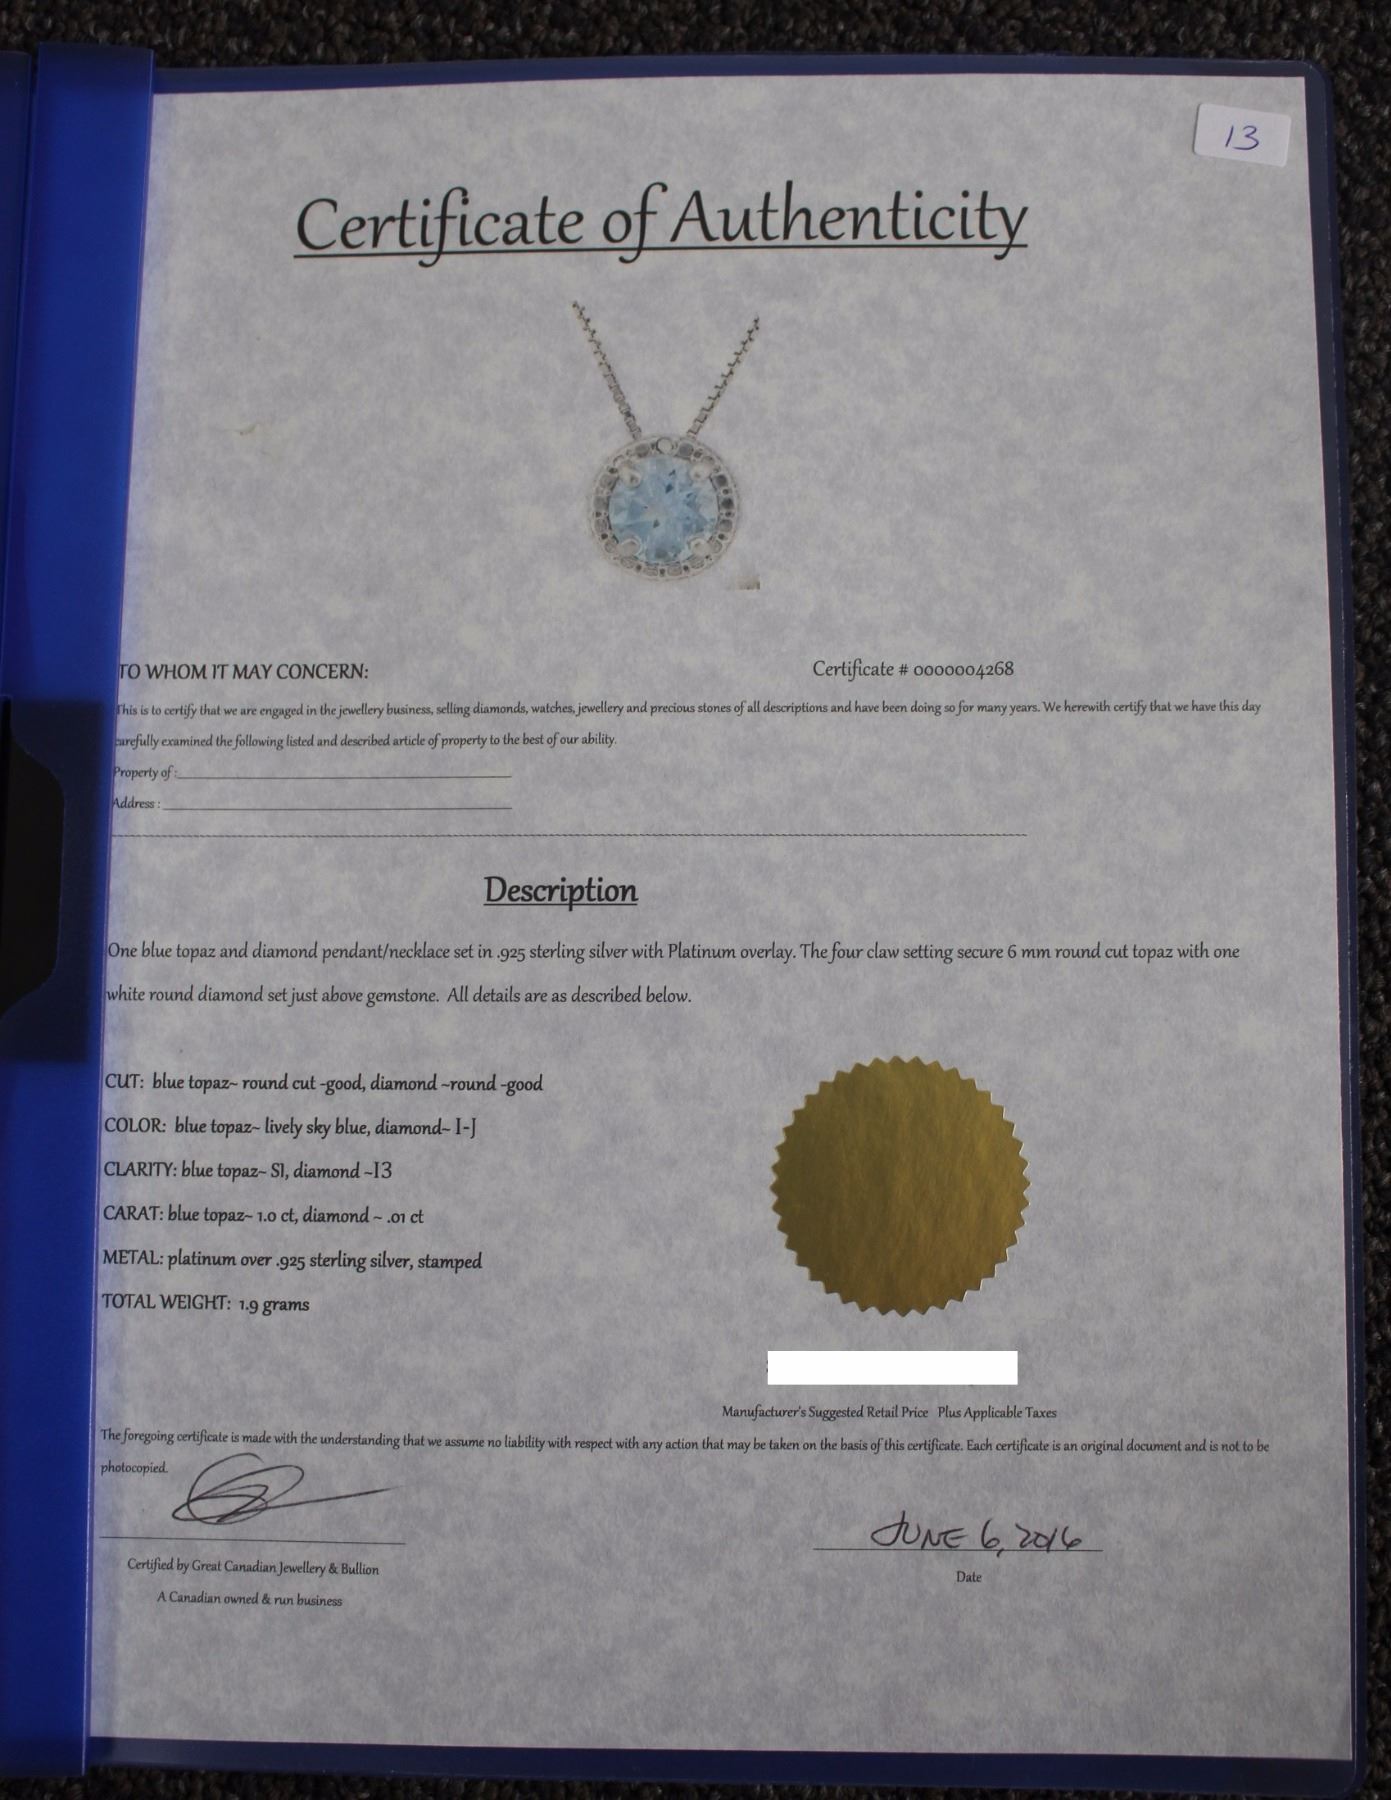 13
Certificate of Authenticity
TO WHOM IT MAY CONCERN:
Certificate # 0000004268
This is to certify that we are engaged in the jewellery business, selling diamonds, watches, jewellery and precious stones of all descriptions and have been doing so for many years. We herewith certify that we have this day
carefully examined the following listed and described article of property to the best of our ability.
Property of :
Address :
Description
One blue topaz and diamond pendant/necklace set in .925 sterling silver with Platinum overlay. The four claw setting secure 6 mm round cut topaz with one
white round diamond set just above gemstone. All details are as described below.
CUT: blue topaz~ round cut -good, diamond ~round -good
COLOR: blue topaz~ lively sky blue, diamond~ I-J
CLARITY: blue topaz~ SI, diamond ~I3
CARAT: blue topaz~ 1.0 ct, diamond ~ .01 ct
METAL: platinum over .925 sterling silver, stamped
TOTAL WEIGHT: 1.9 grams
Manufacturer's Suggested Retail Price Plus Applicable Taxes
The foregoing certificate is made with the understanding that we assume no liability with respect with any action that may be taken on the basis of this certificate. Each certificate is an original document and is not to be
photocopied.
JUNE 6, 2016
Certified by Great Canadian Jewellery & Bullion
Date
A Canadian owned & run business